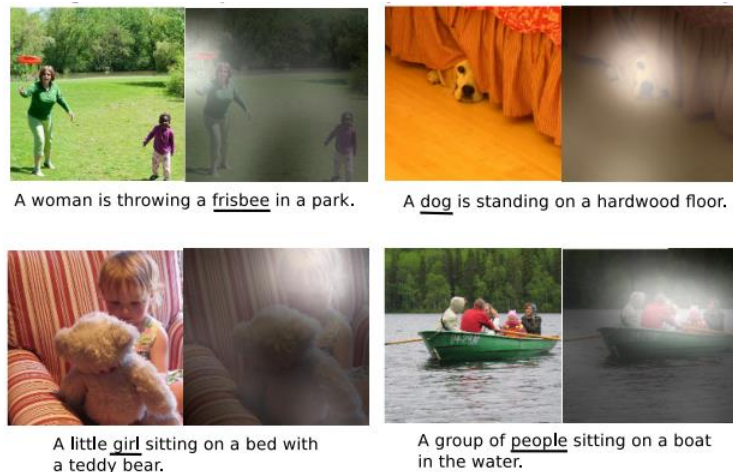 A woman is throwing a frisbee in a park.
A dog is standing on a hardwood floor.
A little girl sitting on a bed with
a teddy bear.
A group of people sitting on a boat
in the water.